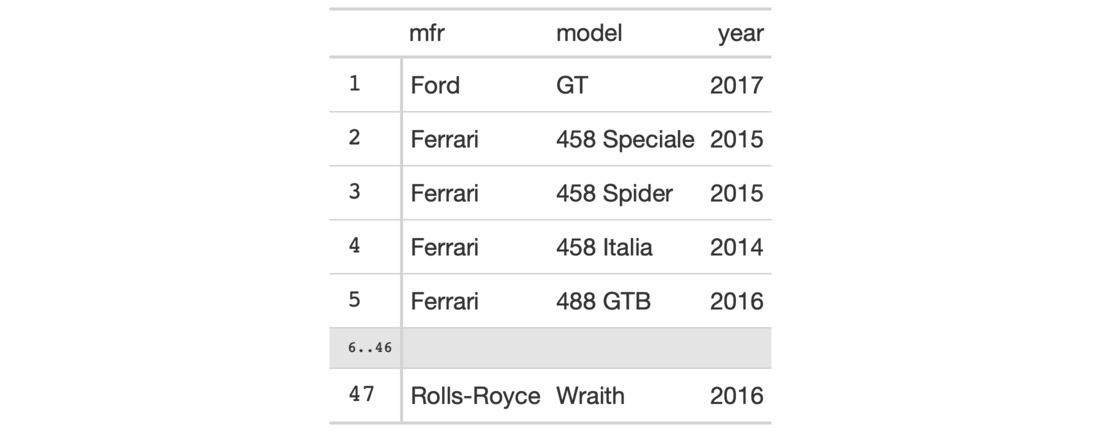 mfr model year
1 Ford GT 2017
2 Ferrari 458 Speciale 2015
3 Ferrari 458 Spider 2015
4 Ferrari 458 Italia 2014
5 Ferrari 488 GTB 2016
6..46
47 Rolls-Royce Wraith 2016